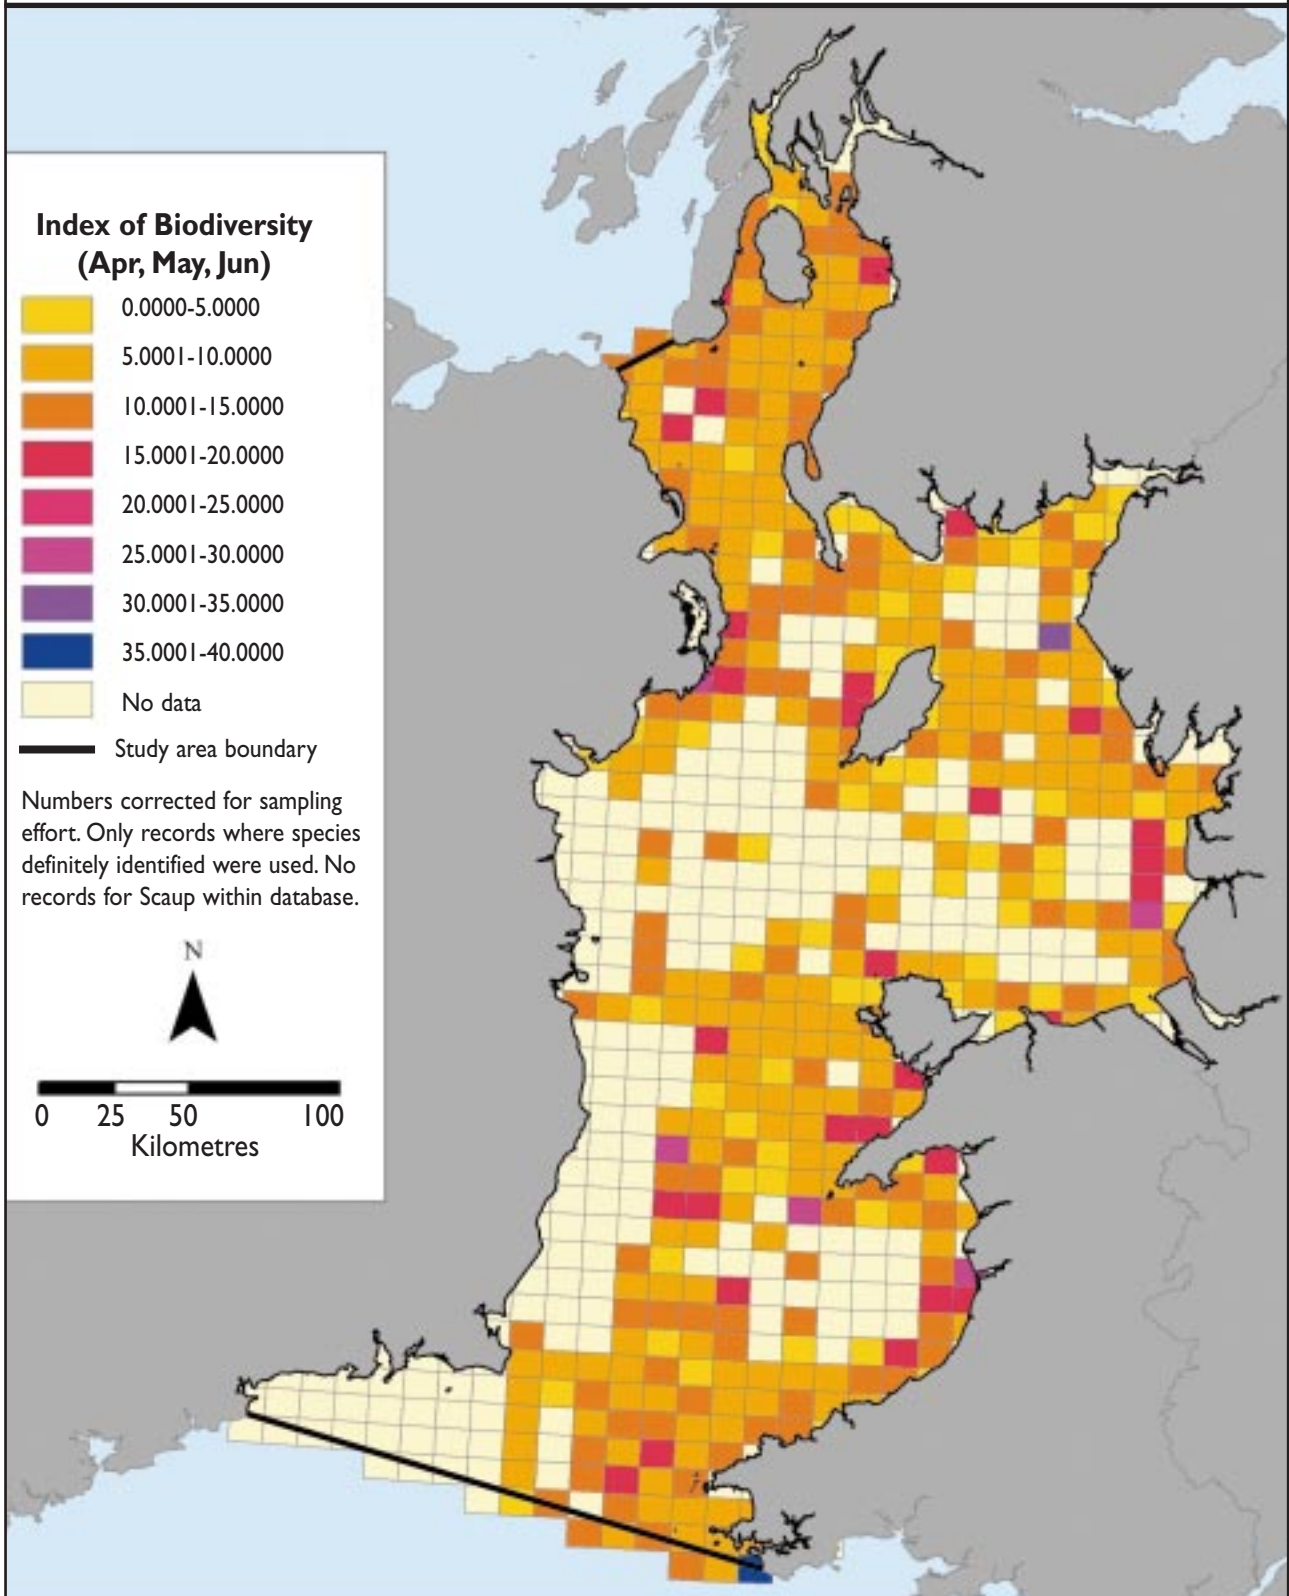 Index of Biodiversity
(Apr, May, Jun)
0.0000-5.0000
5.0001-10.0000
10.0001-15.0000
15.0001-20.0000
20.0001-25.0000
25.0001-30.0000
30.0001-35.0000
35.0001-40.0000
No data
Study area boundary
Numbers corrected for sampling
effort. Only records where species
definitely identified were used. No
records for Scaup within database.
N
0 25 50 100
Kilometres